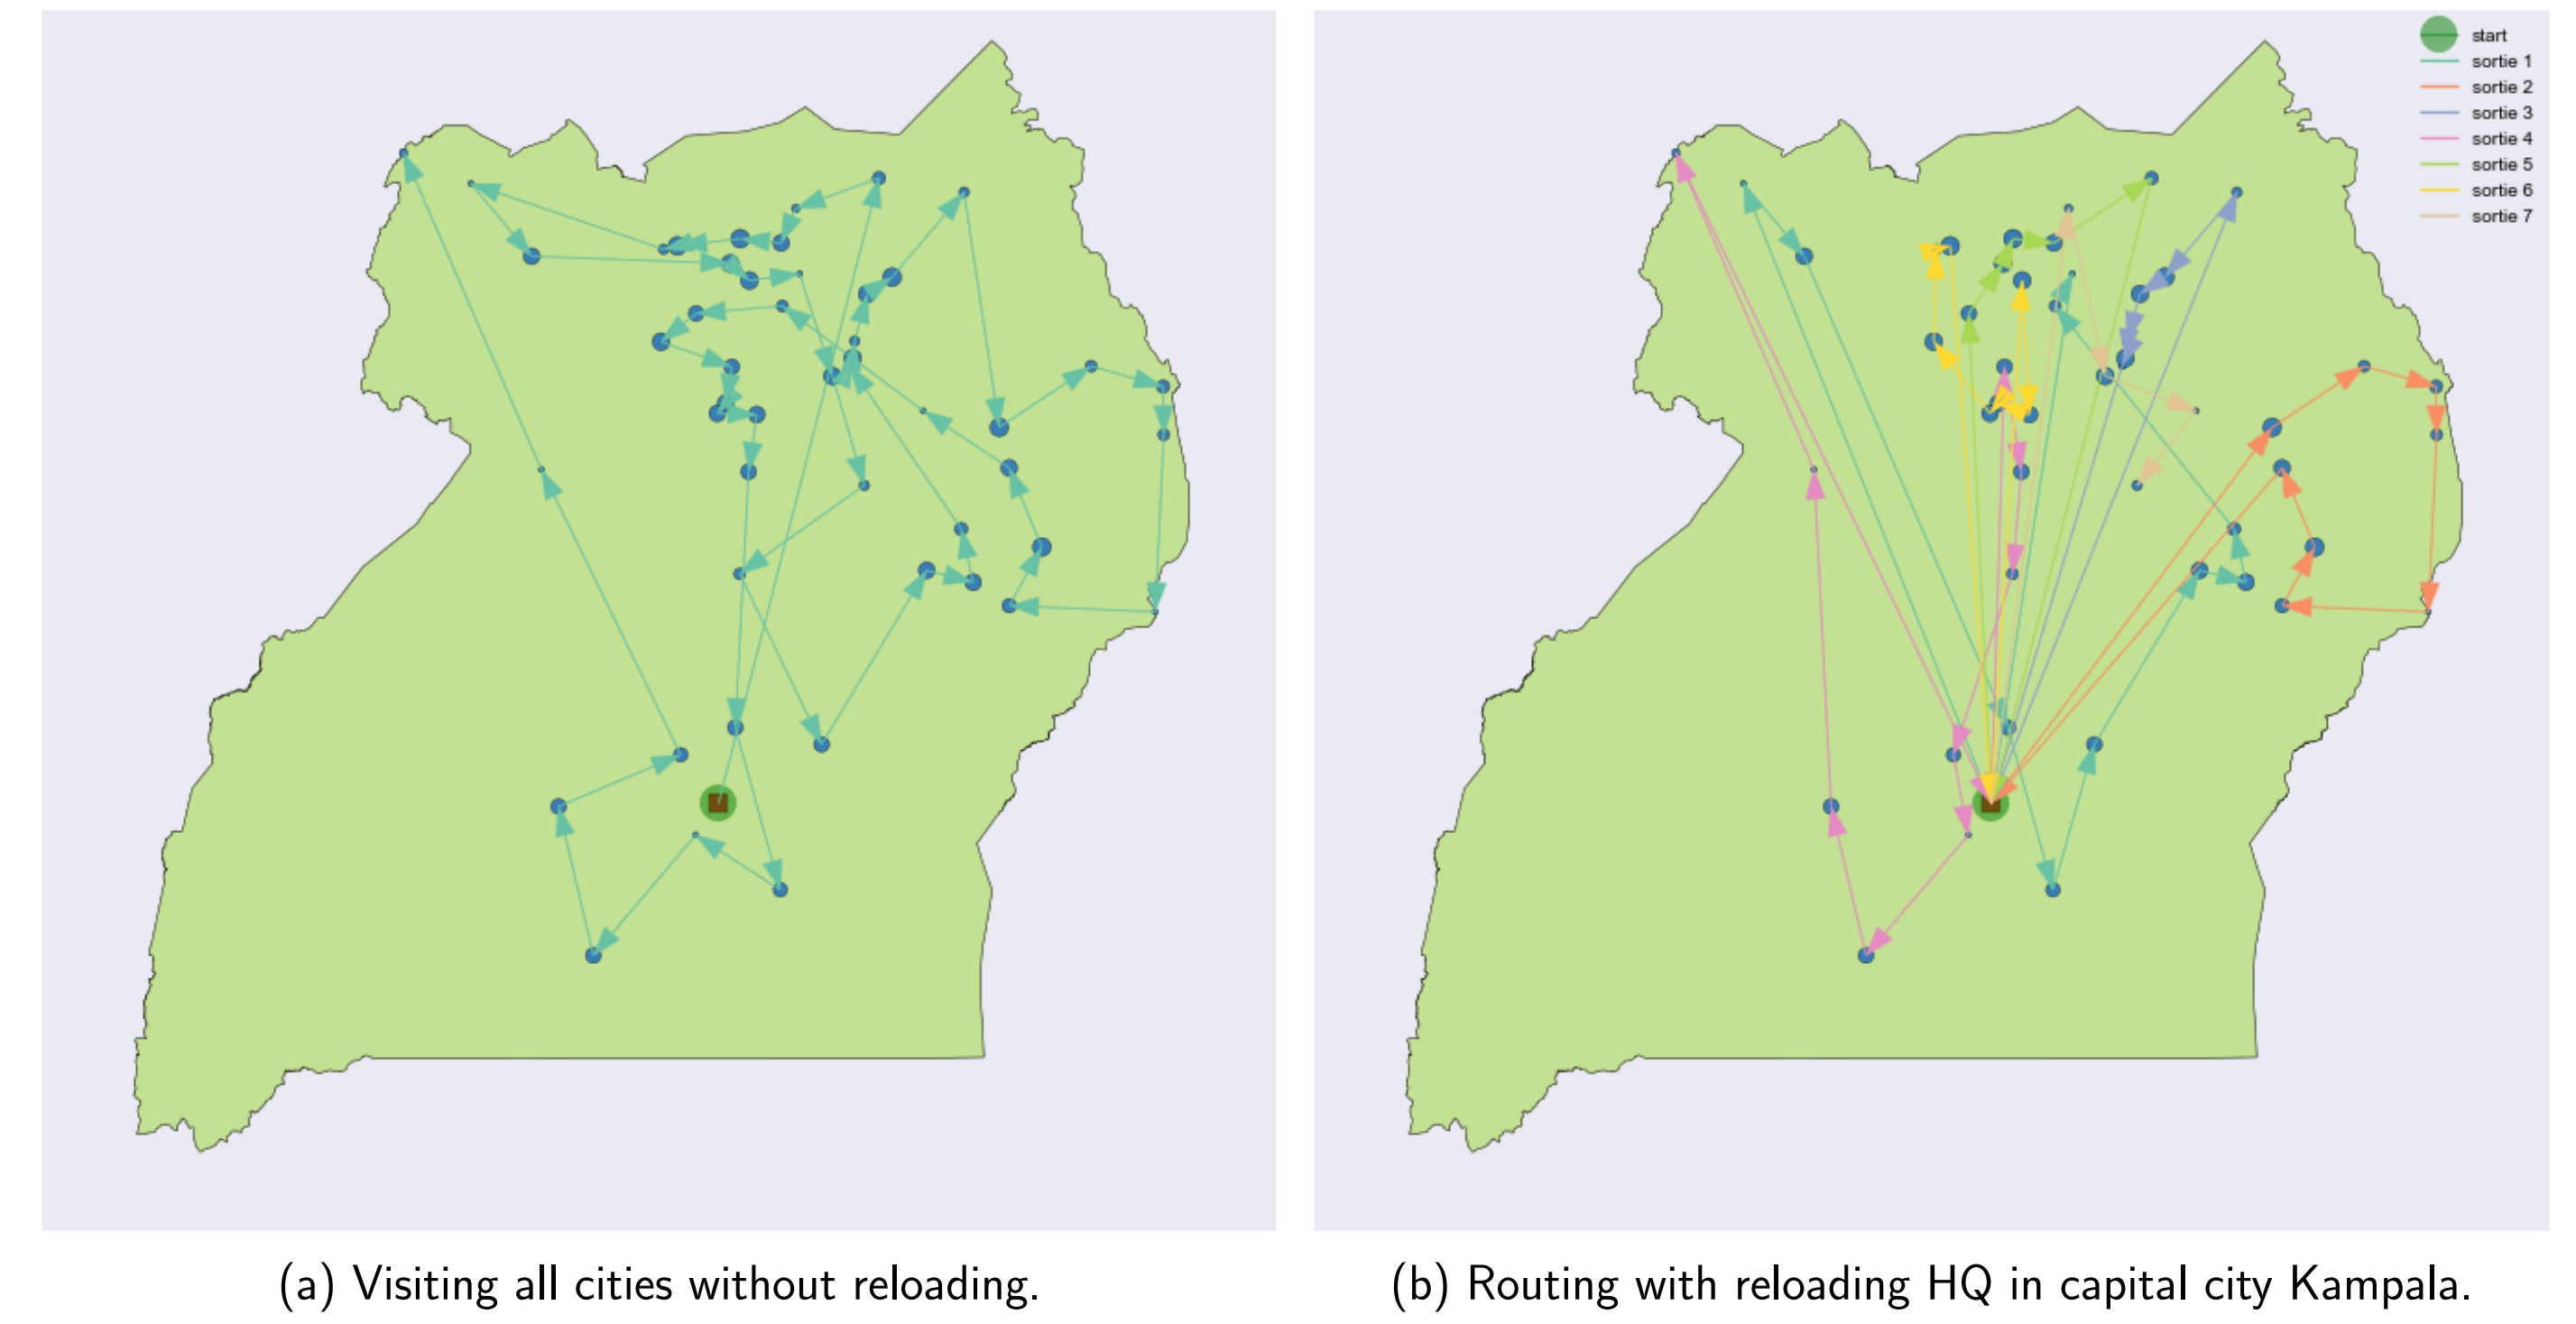 start
sortie 1
sortie 2
sortie 3
sortie 4
sortie 5
sortie 6
sortie 7
(a) Visiting all cities without reloading.
(b) Routing with reloading HQ in capital city Kampala.